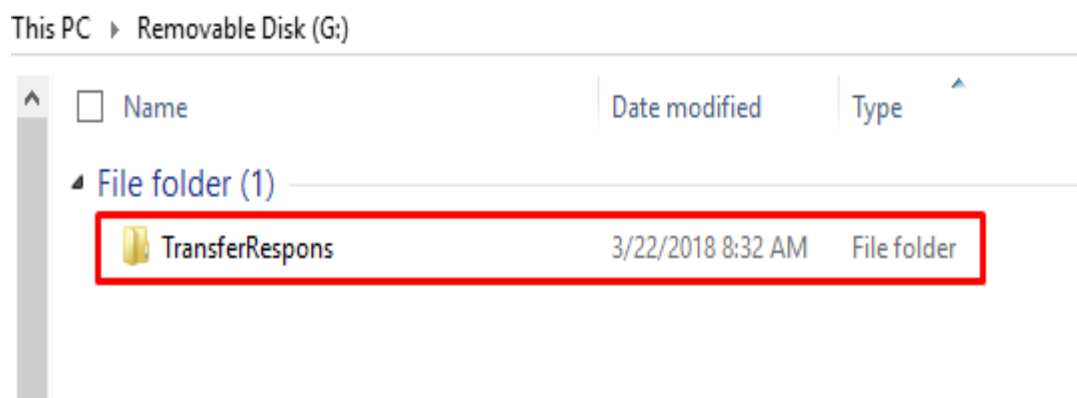 This PC Removable Disk (G:)
Name Date modified Type
File folder (1)
TransferRespons 3/22/2018 8:32 AM File folder